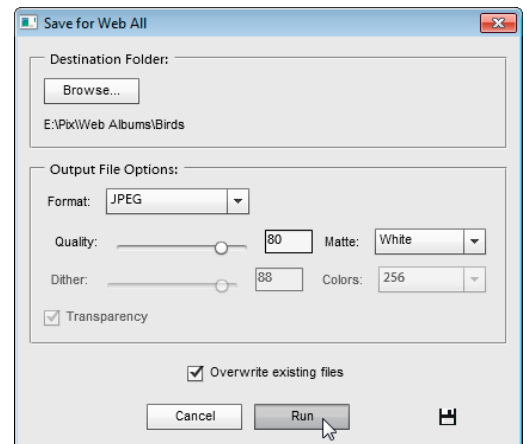 Save for Web All
Destination Folder:
Browse...
E:\Pix\Web Albums\Birds
Output File Options:
Format: JPEG
Quality: 80 Matte: White
Dither: 88 Colors: 256
Transparency
Overwrite existing files
Cancel Run